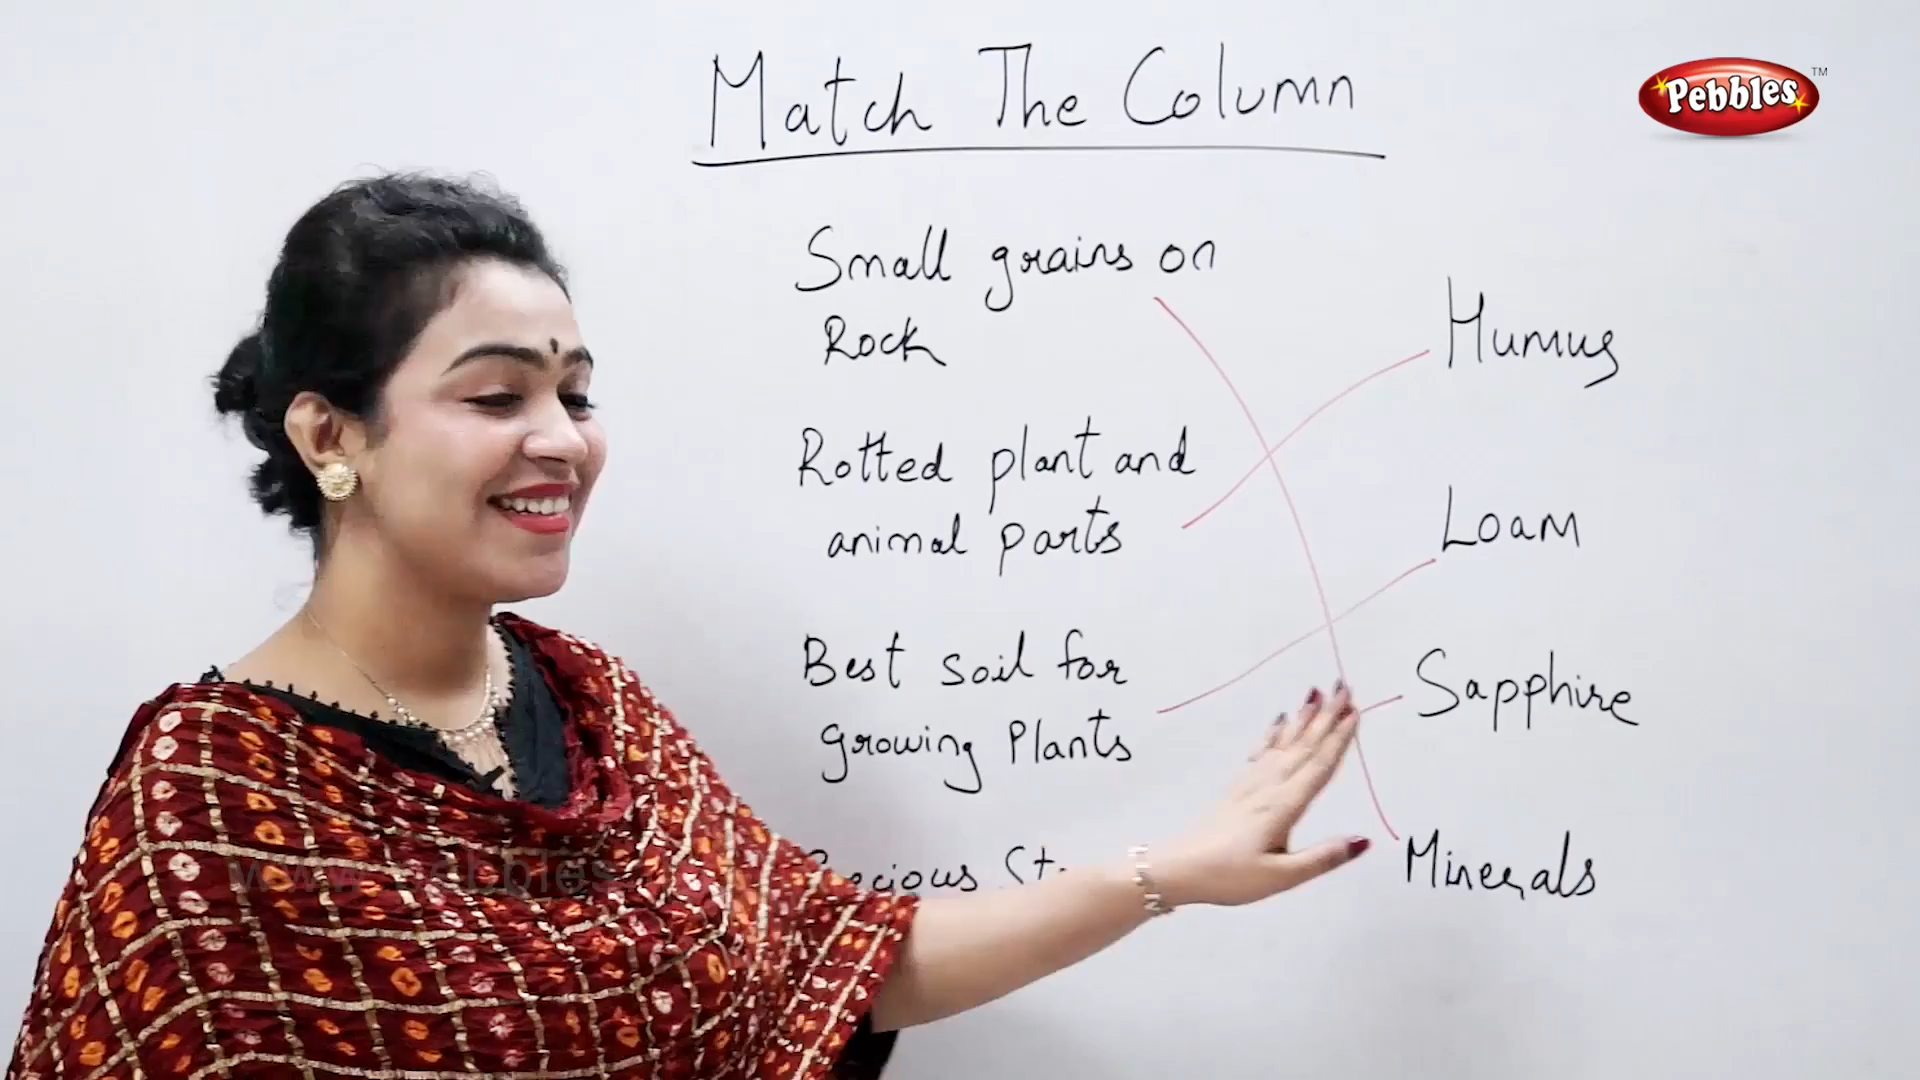 Match The Column
Pebbles TM
Small grains on
Rock
Humus
Rotted plant and
animal parts
Loam
Best soil for
growing Plants
Sapphire
Minerals